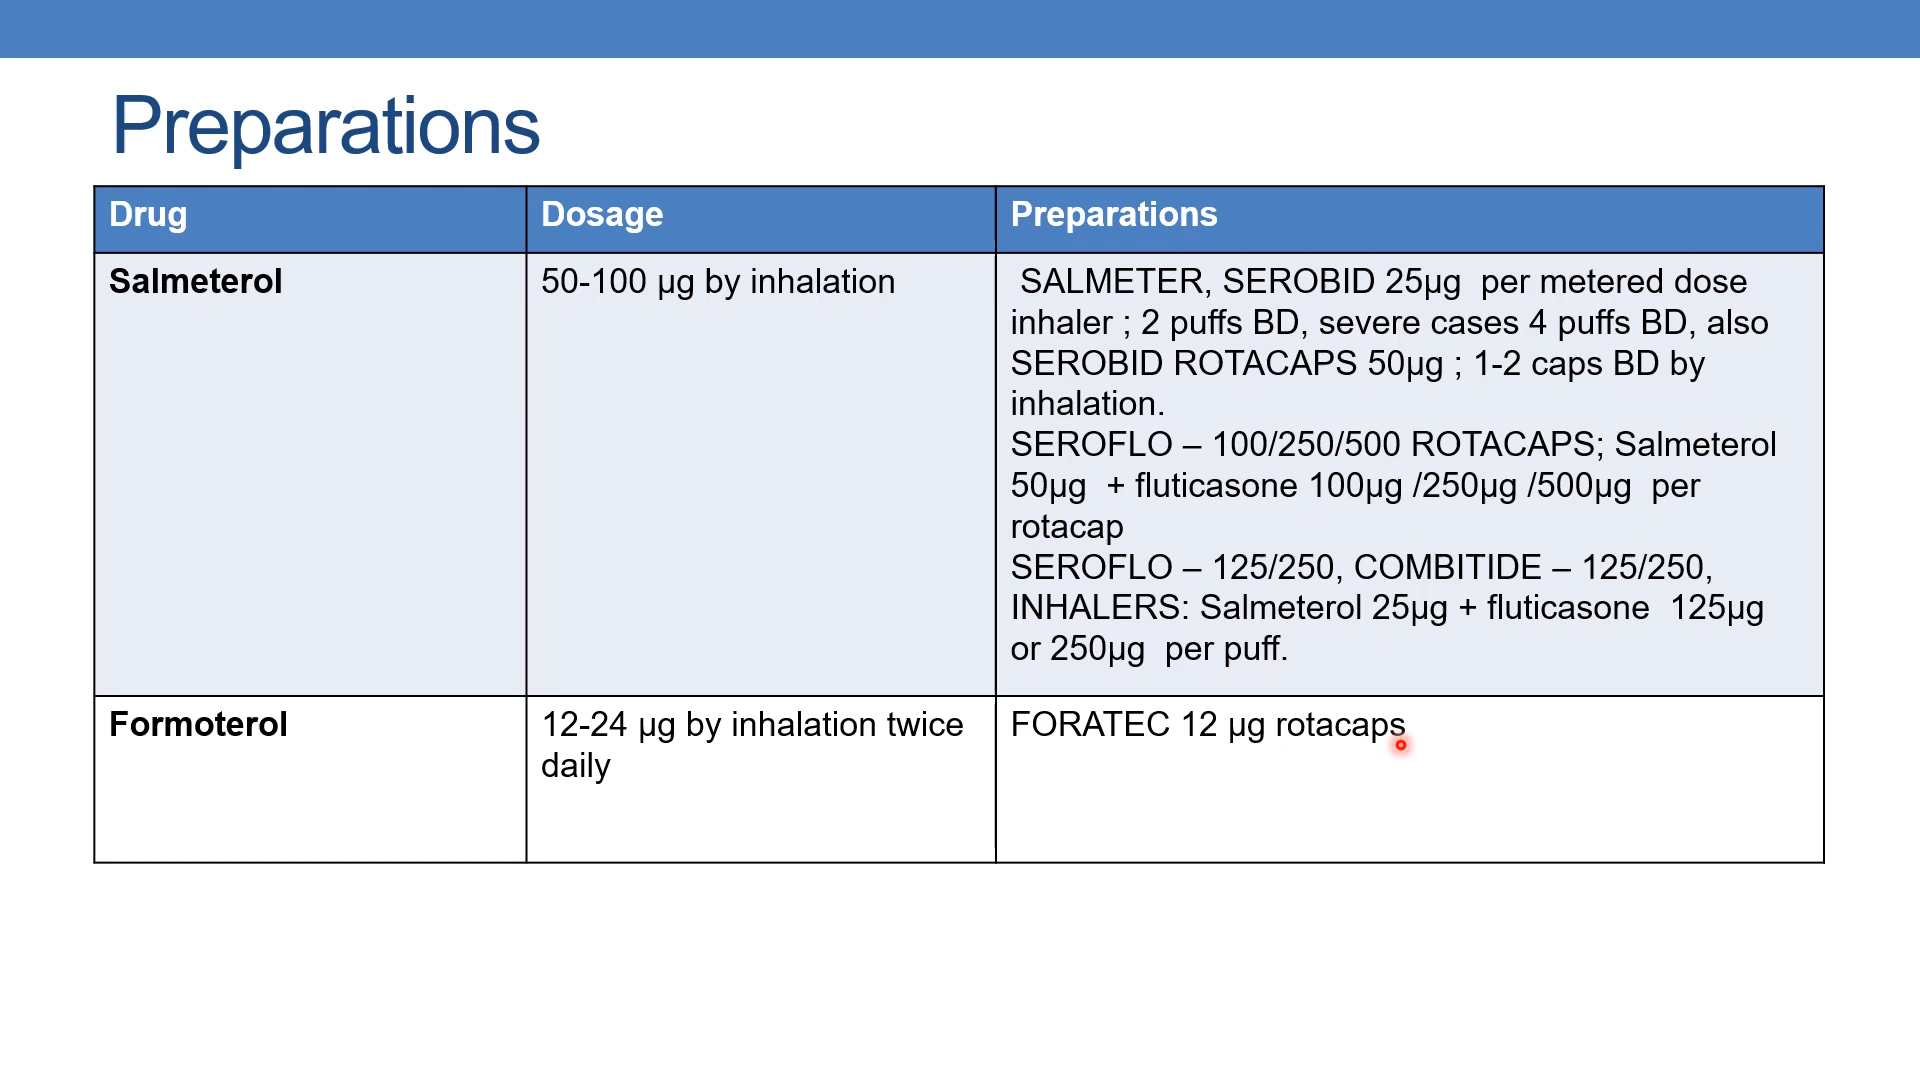 Preparations
Drug
Dosage
Preparations
Salmeterol
50-100 µg by inhalation
SALMETER, SEROBID 25µg per metered dose
inhaler ; 2 puffs BD, severe cases 4 puffs BD, also
SEROBID ROTACAPS 50µg ; 1-2 caps BD by
inhalation.
SEROFLO – 100/250/500 ROTACAPS; Salmeterol
50µg + fluticasone 100µg /250µg /500µg per
rotacap
SEROFLO – 125/250, COMBITIDE – 125/250,
INHALERS: Salmeterol 25µg + fluticasone 125µg
or 250µg per puff.
Formoterol
12-24 µg by inhalation twice
daily
FORATEC 12 µg rotacaps